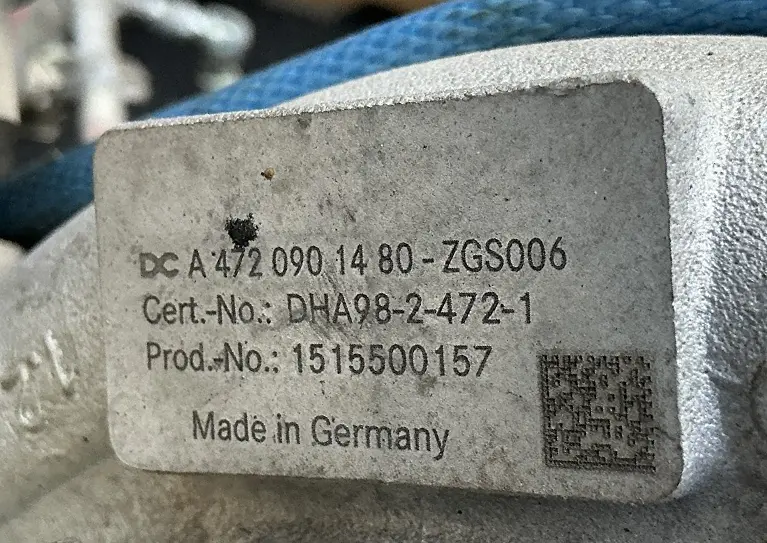 DC A 472 090 14 80-ZGS006
Cert.-No.: DHA98-2-472-1
Prod.-No.: 1515500157
Made in Germany